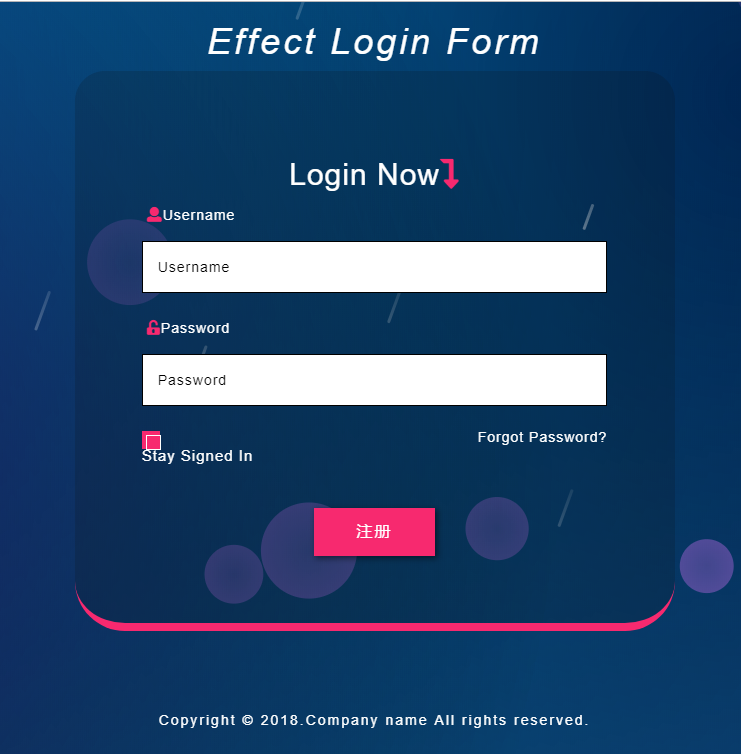 Effect Login Form
Login Now
Username
Username
Password
Password
Forgot Password?
Stay Signed In
注册
Copyright © 2018.Company name All rights reserved.